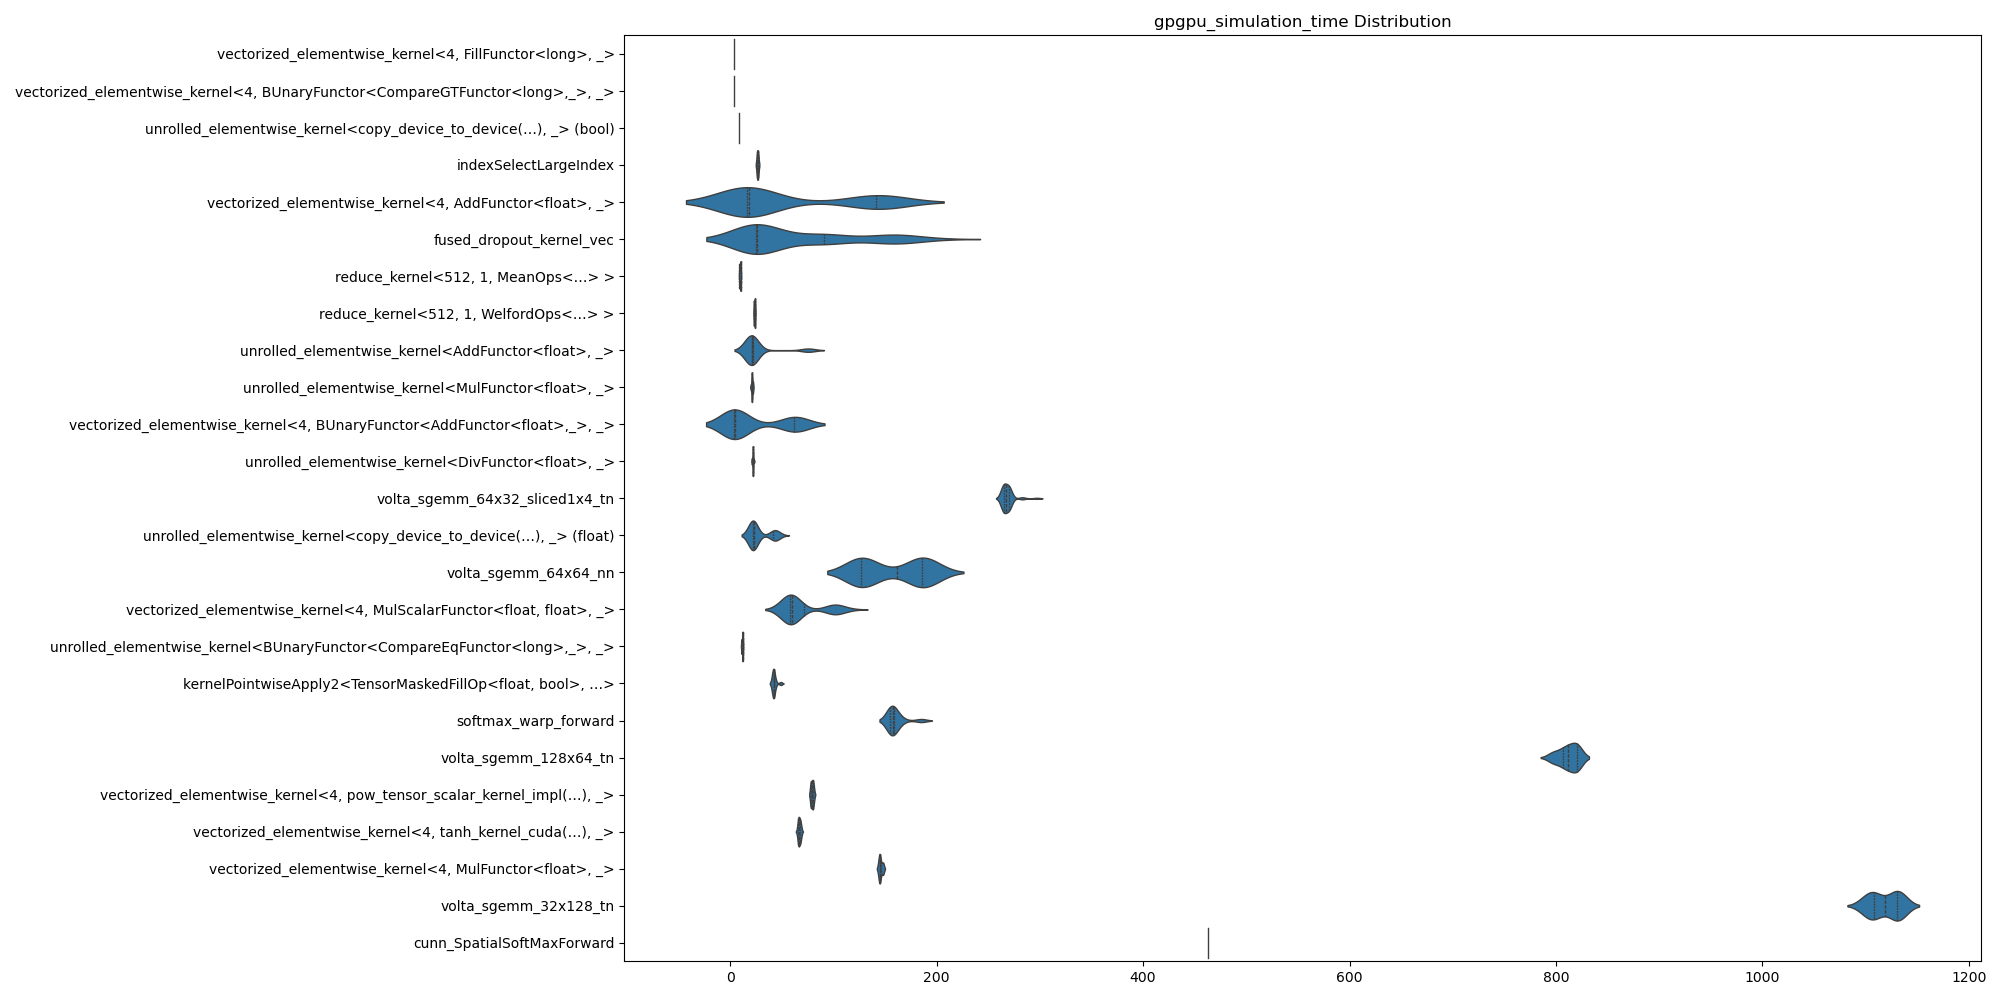 gpgpu_simulation_time Distribution
vectorized_elementwise_kernel<4, FillFunctor<long>, _>
vectorized_elementwise_kernel<4, BUnaryFunctor<CompareGTFunctor<long>,_>, _>
unrolled_elementwise_kernel<copy_device_to_device(...), _> (bool)
indexSelectLargeIndex
vectorized_elementwise_kernel<4, AddFunctor<float>, _>
fused_dropout_kernel_vec
reduce_kernel<512, 1, MeanOps<...> >
reduce_kernel<512, 1, WelfordOps<...> >
unrolled_elementwise_kernel<AddFunctor<float>, _>
unrolled_elementwise_kernel<MulFunctor<float>, _>
vectorized_elementwise_kernel<4, BUnaryFunctor<AddFunctor<float>,_>, _>
unrolled_elementwise_kernel<DivFunctor<float>, _>
volta_sgemm_64x32_sliced1x4_tn
unrolled_elementwise_kernel<copy_device_to_device(...), _> (float)
volta_sgemm_64x64_nn
vectorized_elementwise_kernel<4, MulScalarFunctor<float, float>, _>
unrolled_elementwise_kernel<BUnaryFunctor<CompareEqFunctor<long>,_>, _>
kernelPointwiseApply2<TensorMaskedFillOp<float, bool>, ...>
softmax_warp_forward
volta_sgemm_128x64_tn
vectorized_elementwise_kernel<4, pow_tensor_scalar_kernel_impl(...), _>
vectorized_elementwise_kernel<4, tanh_kernel_cuda(...), _>
vectorized_elementwise_kernel<4, MulFunctor<float>, _>
volta_sgemm_32x128_tn
cunn_SpatialSoftMaxForward
0 200 400 600 800 1000 1200